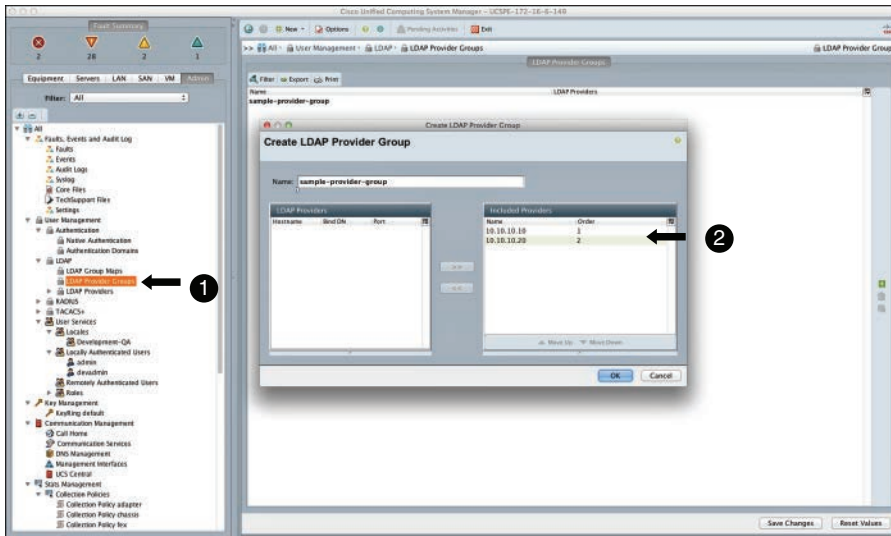 Cisco Unified Computing System Manager - UCSPE-172-16-6-148
Fault Summary
2 28 2 1
New Options Pending Activities Exit
>> All User Management LDAP LDAP Provider Groups
LDAP Provider Group
LDAP Provider Groups
Equipment Servers LAN SAN VM Admin
Filter: All
Filter Export Print
Name LDAP Providers
sample-provider-group
All
Faults, Events and Audit Log
Faults
Events
Audit Logs
Syslog
Core Files
TechSupport Files
Settings
User Management
Authentication
Native Authentication
Authentication Domains
LDAP
LDAP Group Maps
LDAP Provider Groups
LDAP Providers
RADIUS
TACACS+
User Services
Locales
Development-QA
Locally Authenticated Users
admin
devadmin
Remotely Authenticated Users
Roles
Key Management
KeyRing default
Communication Management
Call Home
Communication Services
DNS Management
Management Interfaces
UCS Central
Stats Management
Collection Policies
Collection Policy adapter
Collection Policy chassis
Collection Policy fex
1
Create LDAP Provider Group
Create LDAP Provider Group
Name: sample-provider-group
LDAP Providers
Hostname Bind DN Port
>>
<<
Included Providers
Name Order
10.10.10.10 1
10.10.10.20 2
2
Move Up Move Down
OK Cancel
Save Changes Reset Values